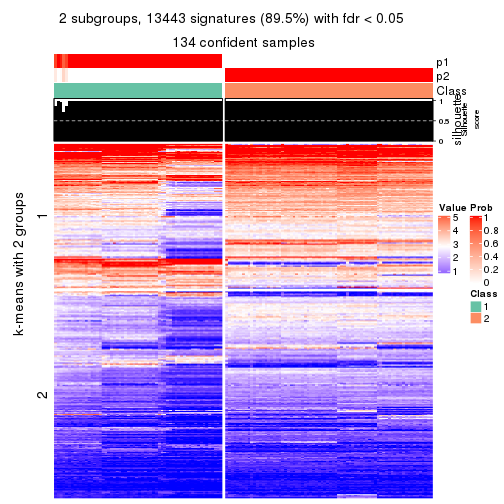 2 subgroups, 13443 signatures (89.5%) with fdr < 0.05
134 confident samples
p1
p2
Class
1
0.5
0
silhouette
Silhouette
score
k-means with 2 groups
1
2
Value
5
4
3
2
1
Prob
1
0.8
0.6
0.4
0.2
0
Class
1
2